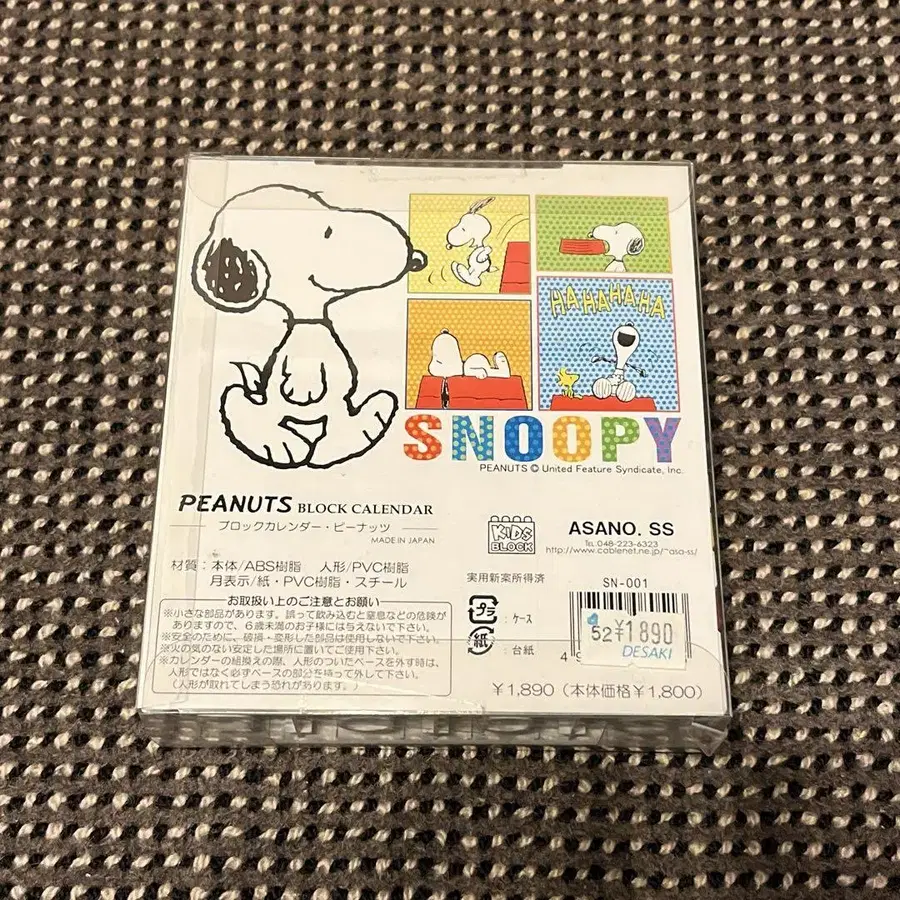 HA HA HA HA
SNOOPY
PEANUTS © United Feature Syndicate, Inc.
PEANUTS BLOCK CALENDAR
ブロックカレンダー・ピーナッツ
MADE IN JAPAN
KIDS BLOCK
ASANO. SS
TEL 048-223-6323
http://www.cablenet.ne.jp/~asa-ss/
材質：本体/ABS樹脂 人形/PVC樹脂
月表示/紙・PVC樹脂・スチール
実用新案所得済
SN-001
お取扱い上のご注意とお願い
※小さな部品があります。誤って飲み込むと窒息などの危険が
ありますので、6歳未満のお子様には与えないで下さい。
※安全のために、破損・変形した部品は使用しないで下さい。
※火の気のない安定した場所に置いてご使用下さい。
※カレンダーの組換えの際、人形のついたベースを外す時は、
人形ではなく必ずベースの部分を持って外して下さい。
（人形が取れてしまう恐れがあります。）
プラ：ケース
紙：台紙
52 ¥1890
DESAKI
4 9
¥1,890（本体価格¥1,800）